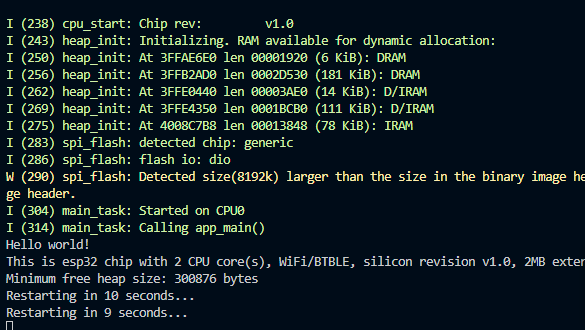 I (238) cpu_start: Chip rev: v1.0
I (243) heap_init: Initializing. RAM available for dynamic allocation:
I (250) heap_init: At 3FFAE6E0 len 00001920 (6 KiB): DRAM
I (256) heap_init: At 3FFB2AD0 len 0002D530 (181 KiB): DRAM
I (262) heap_init: At 3FFE0440 len 00003AE0 (14 KiB): D/IRAM
I (269) heap_init: At 3FFE4350 len 0001BCB0 (111 KiB): D/IRAM
I (275) heap_init: At 4008C7B8 len 00013848 (78 KiB): IRAM
I (283) spi_flash: detected chip: generic
I (286) spi_flash: flash io: dio
W (290) spi_flash: Detected size(8192k) larger than the size in the binary image he
ge header.
I (304) main_task: Started on CPU0
I (314) main_task: Calling app_main()
Hello world!
This is esp32 chip with 2 CPU core(s), WiFi/BTBLE, silicon revision v1.0, 2MB exter
Minimum free heap size: 300876 bytes
Restarting in 10 seconds...
Restarting in 9 seconds...